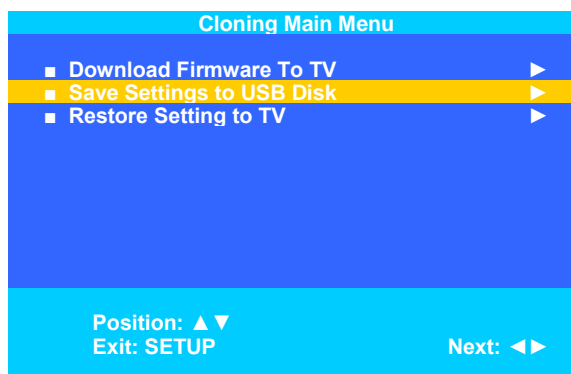 Cloning Main Menu
■ Download Firmware To TV ►
■ Save Settings to USB Disk ►
■ Restore Setting to TV ►
Position: ▲▼
Exit: SETUP Next: ◄►